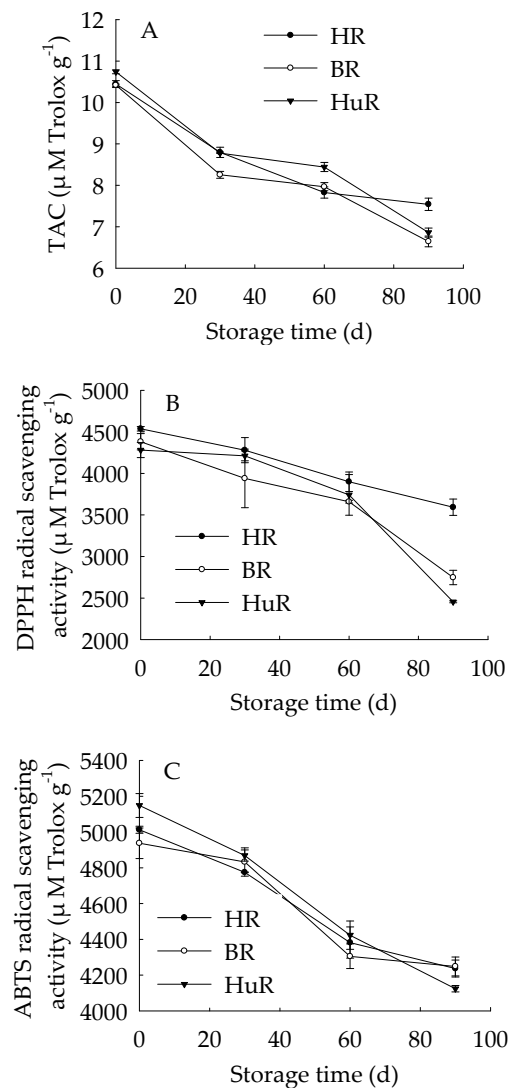 A
HR
BR
HuR
TAC (µM Trolox g⁻¹)
12
11
10
9
8
7
6
0 20 40 60 80 100
Storage time (d)
B
HR
BR
HuR
DPPH radical scavenging
activity (µM Trolox g⁻¹)
5000
4500
4000
3500
3000
2500
2000
0 20 40 60 80 100
Storage time (d)
C
HR
BR
HuR
ABTS radical scavenging
activity (µM Trolox g⁻¹)
5400
5200
5000
4800
4600
4400
4200
4000
0 20 40 60 80 100
Storage time (d)